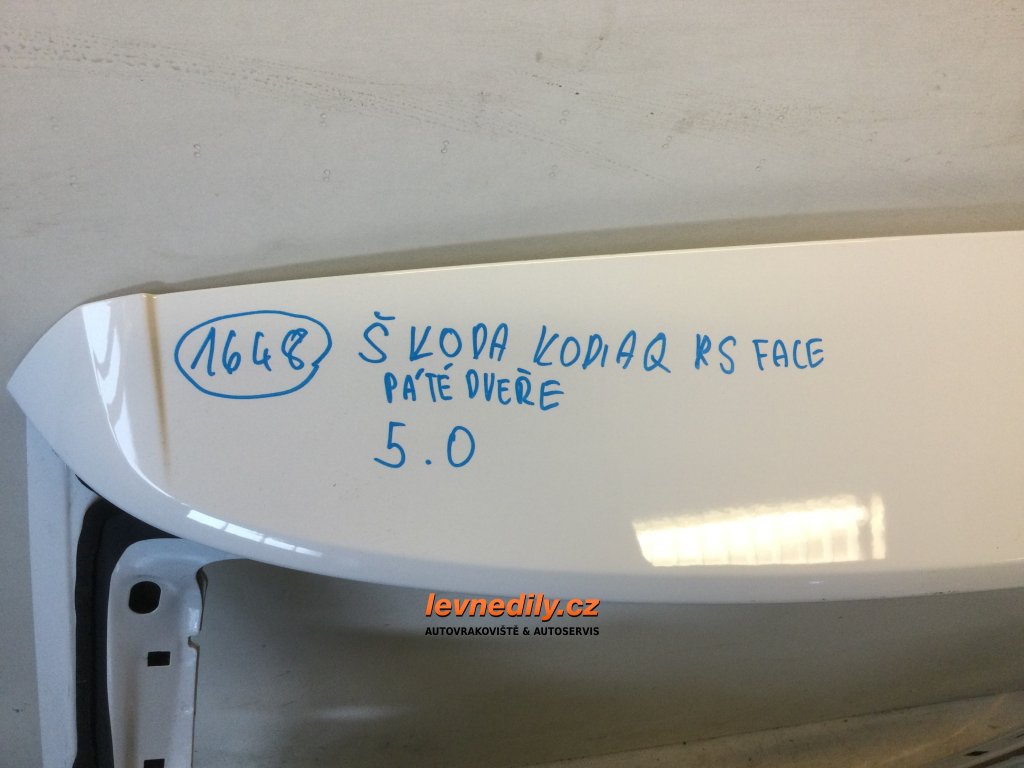 1648 ŠKODA KODIAQ RS FACE
PÁTÉ DVEŘE
5.0
levnedily.cz
AUTOVRAKOVIŠTĚ & AUTOSERVIS